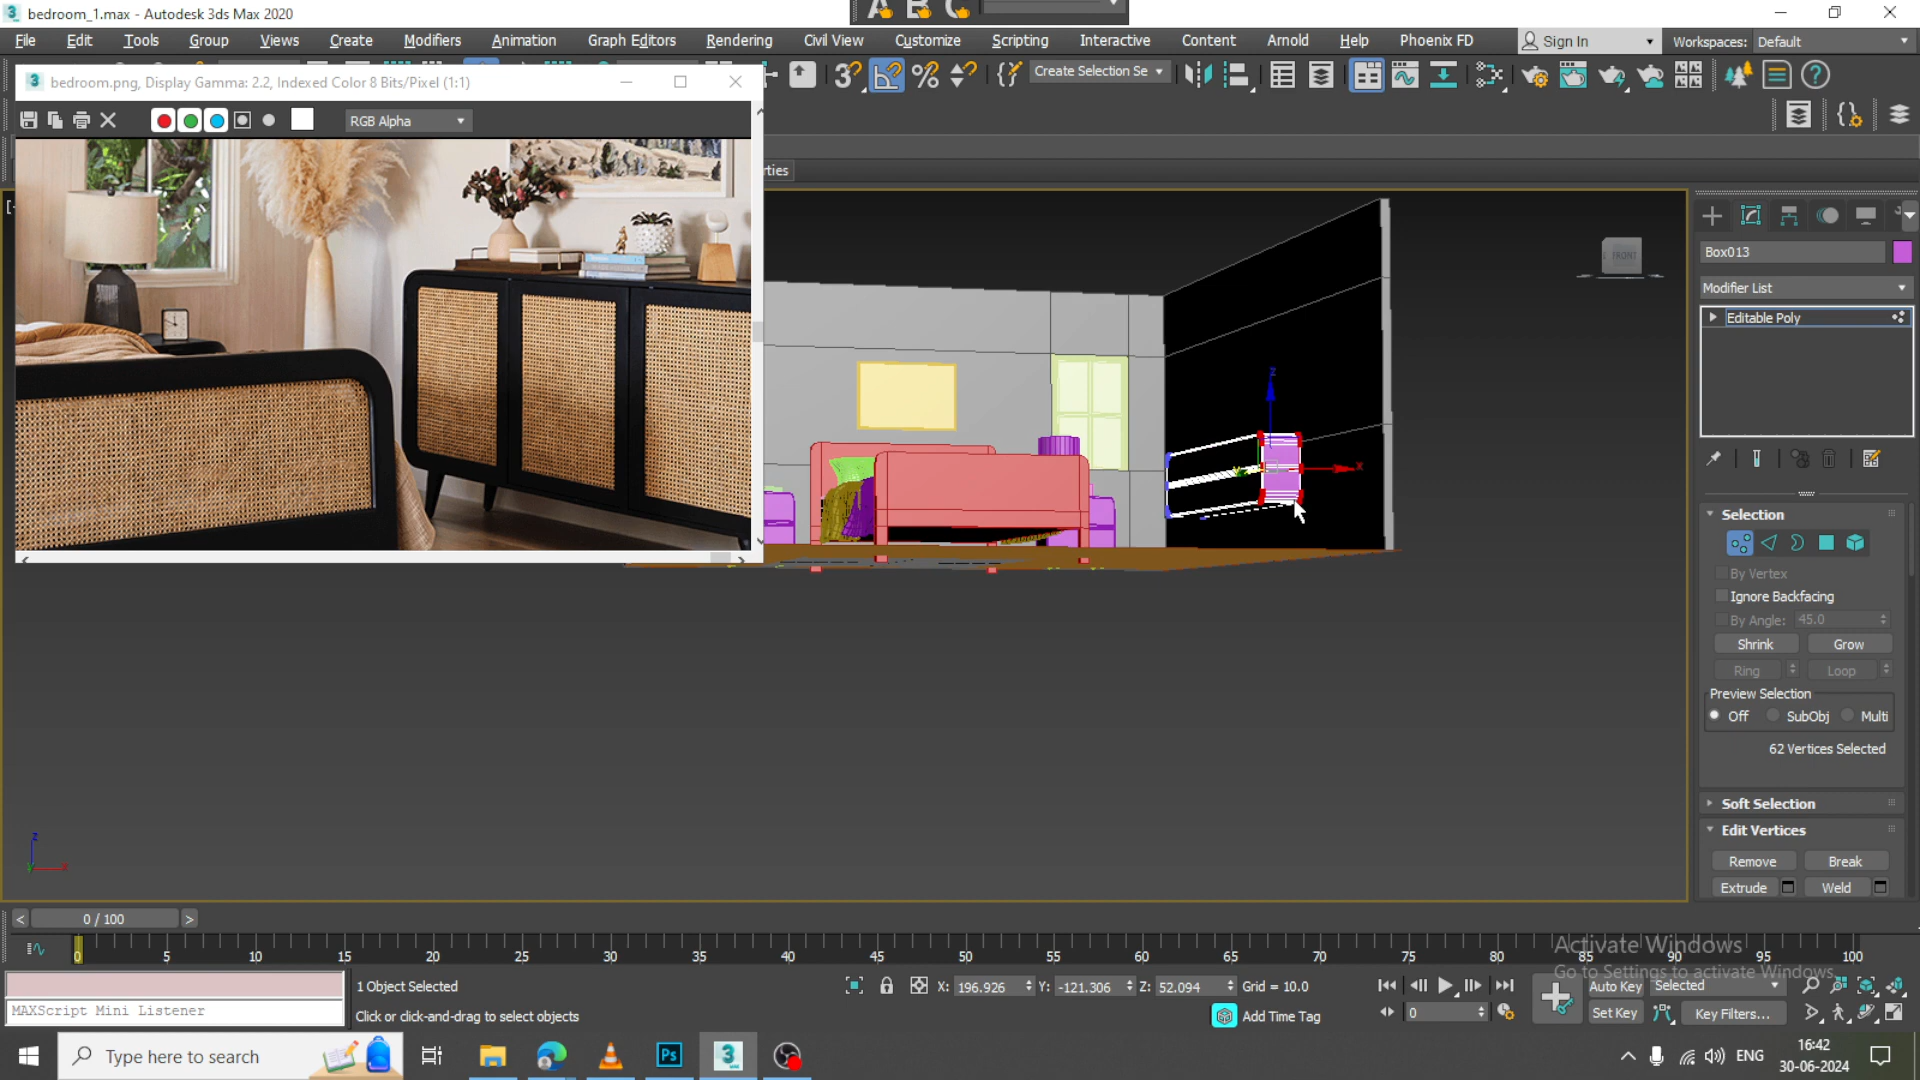 bedroom_1.max - Autodesk 3ds Max 2020
File Edit Tools Group Views Create Modifiers Animation Graph Editors Rendering Civil View Customize Scripting Interactive Content Arnold Help Phoenix FD
Sign In
Workspaces: Default
bedroom.png, Display Gamma: 2.2, Indexed Color 8 Bits/Pixel (1:1)
Create Selection Se
RGB Alpha
rties
FRONT
Box013
Modifier List
Editable Poly
Selection
By Vertex
Ignore Backfacing
By Angle: 45.0
Shrink Grow
Ring Loop
Preview Selection
Off SubObj Multi
62 Vertices Selected
Soft Selection
Edit Vertices
Remove Break
Extrude Weld
z
x
z
x
< 0 / 100 >
0 5 10 15 20 25 30 35 40 45 50 55 60 65 70 75 80 85 90 95 100
Activate Windows
Go to Settings to activate Windows.
1 Object Selected
X: 196.926 Y: -121.306 Z: 52.094 Grid = 10.0
Auto Key Selected
MAXScript Mini Listener
Click or click-and-drag to select objects
Add Time Tag
0
Set Key Key Filters...
Type here to search
Ps
3
ENG
16:42
30-06-2024